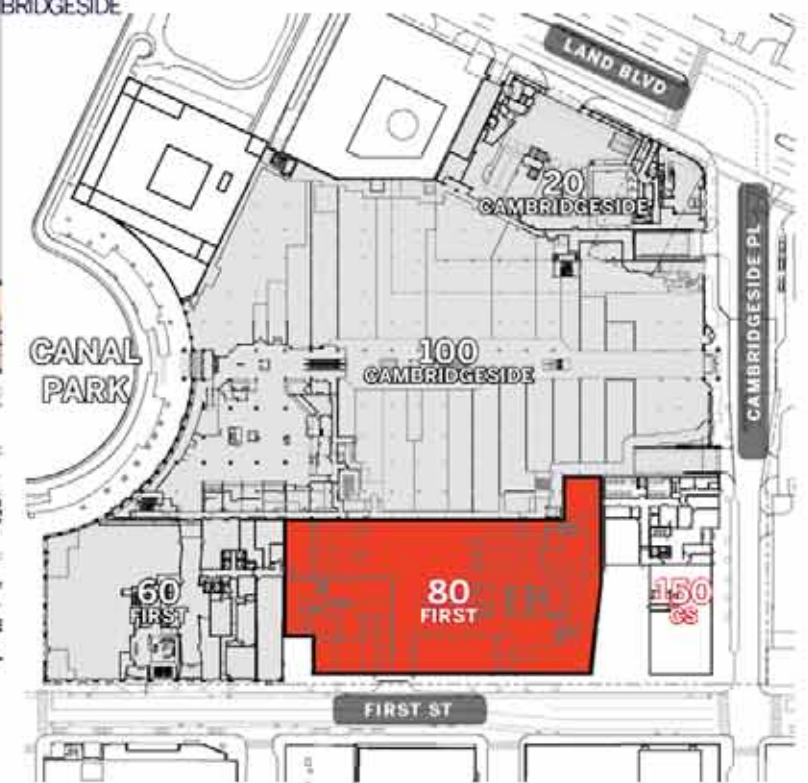 BRIDGESIDE
LAND BLVD
20
CAMBRIDGESIDE
CAMBRIDGESIDE PL
CANAL
PARK
100
CAMBRIDGESIDE
60
FIRST
80
FIRST
150
CS
FIRST ST